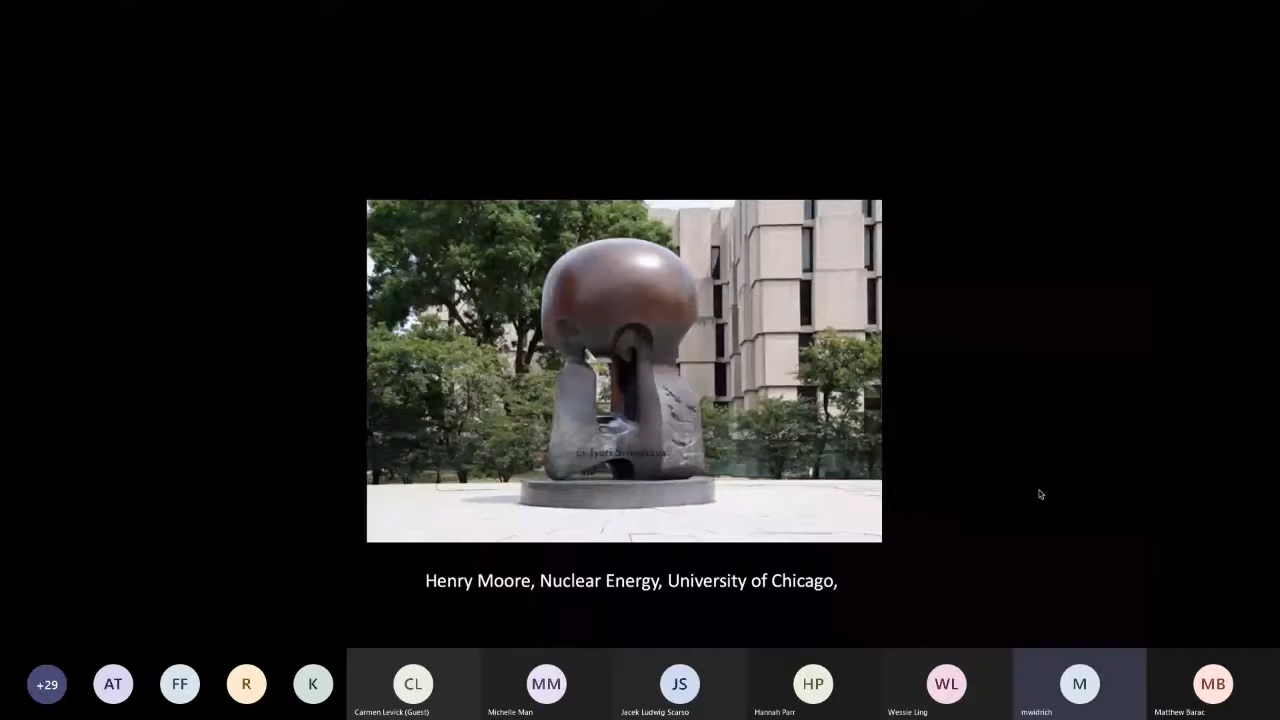 Henry Moore, Nuclear Energy, University of Chicago,
+29
AT
FF
R
K
CL
MM
JS
HP
WL
M
MB
Carmen Levick (Guest)
Michelle Man
Jacek Ludwig Scarso
Hannah Parr
Wessie Ling
mwidrich
Matthew Barac